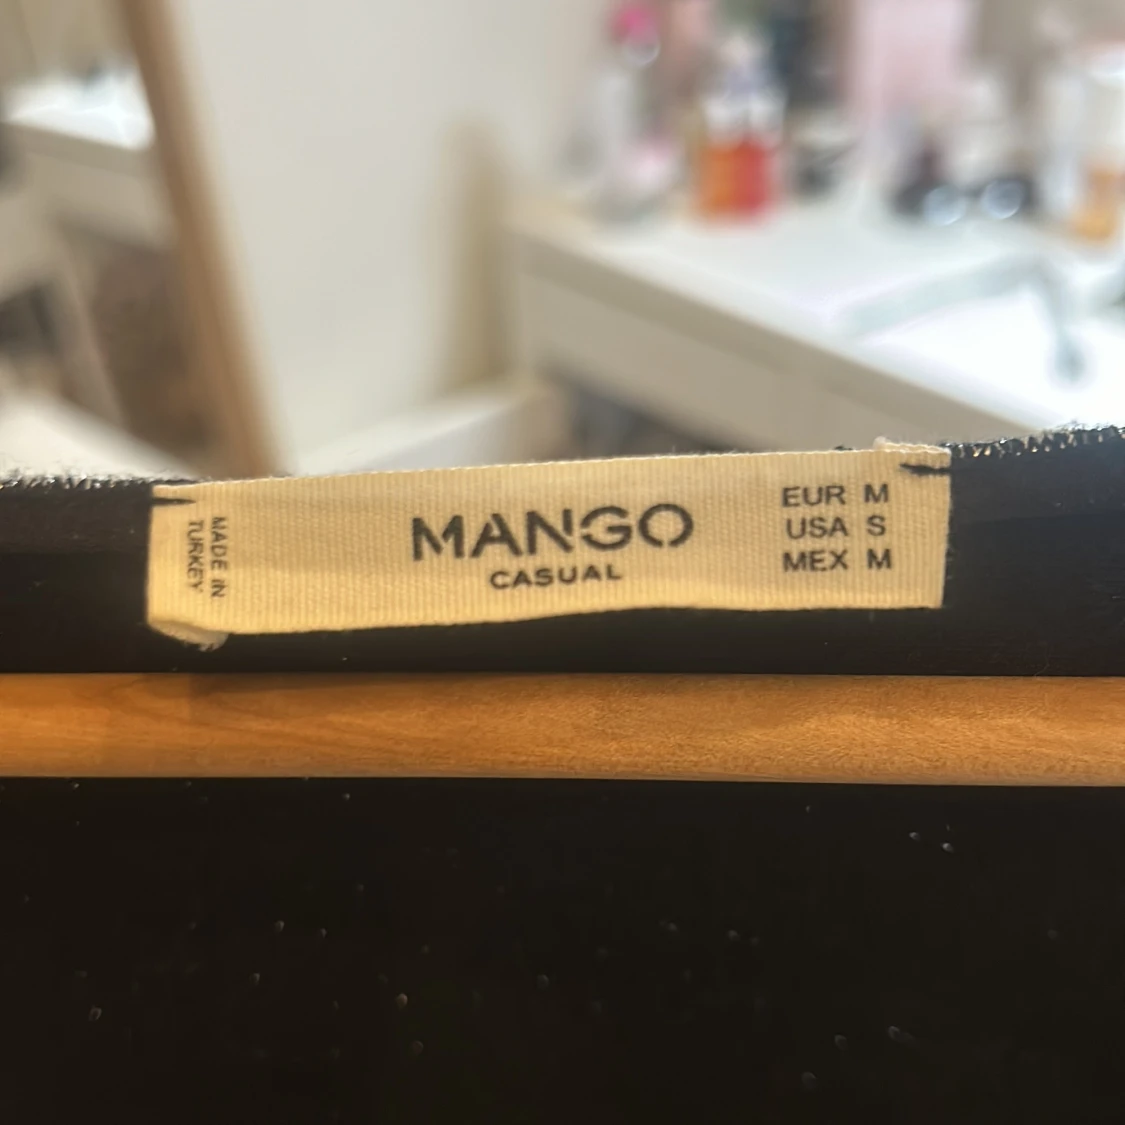 MADE IN
TURKEY
MANGO
CASUAL
EUR M
USA S
MEX M